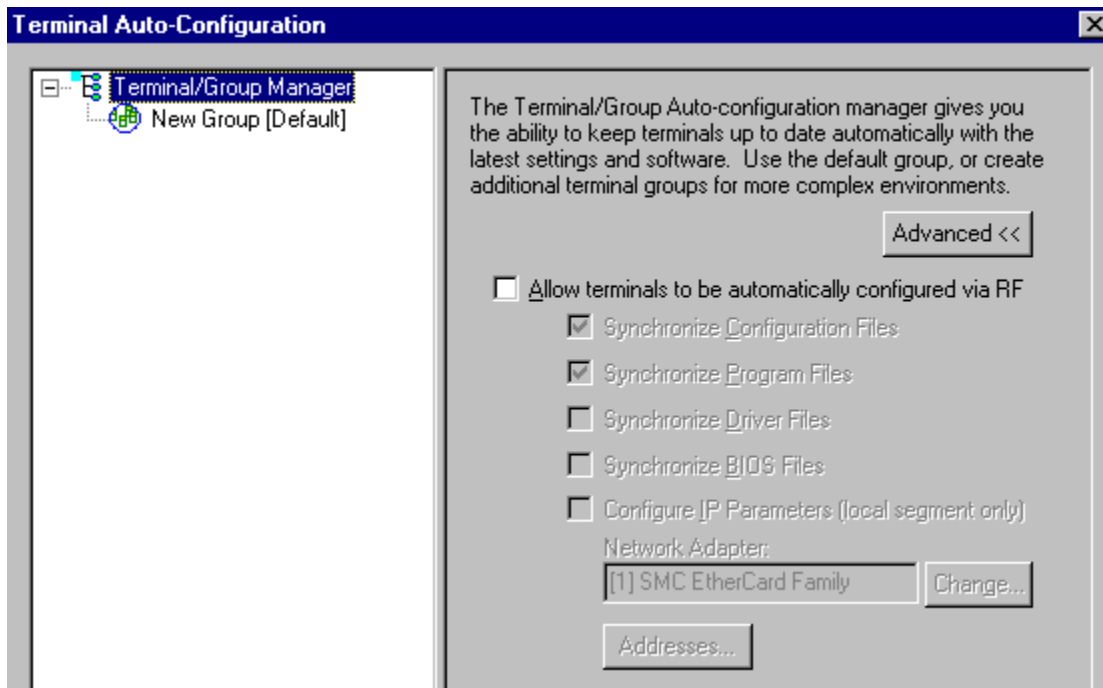 Terminal Auto-Configuration
Terminal/Group Manager
New Group [Default]
The Terminal/Group Auto-configuration manager gives you
the ability to keep terminals up to date automatically with the
latest settings and software.  Use the default group, or create
additional terminal groups for more complex environments.
Advanced <<
Allow terminals to be automatically configured via RF
Synchronize Configuration Files
Synchronize Program Files
Synchronize Driver Files
Synchronize BIOS Files
Configure IP Parameters (local segment only)
Network Adapter:
[1] SMC EtherCard Family
Change...
Addresses...